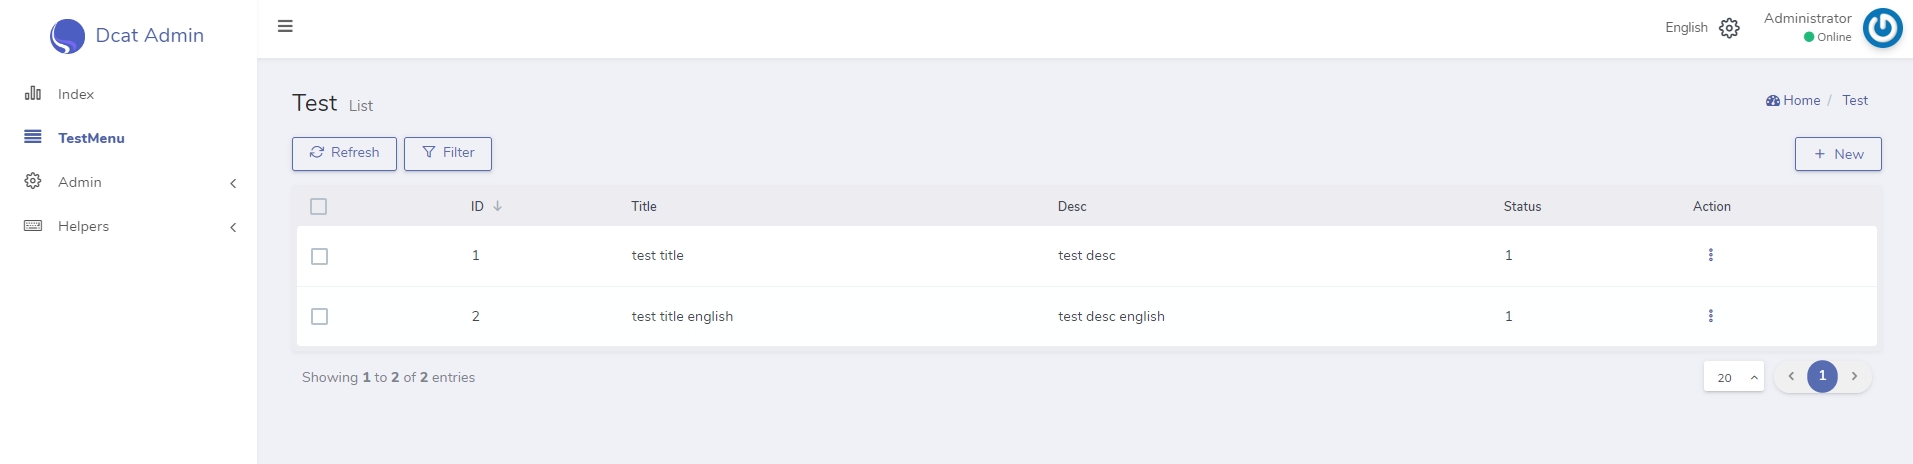 Dcat Admin
English
Administrator
Online
Index
TestMenu
Admin
Helpers
Test List
Home / Test
Refresh
Filter
+ New
ID Title Desc Status Action
1 test title test desc 1
2 test title english test desc english 1
Showing 1 to 2 of 2 entries
20
1